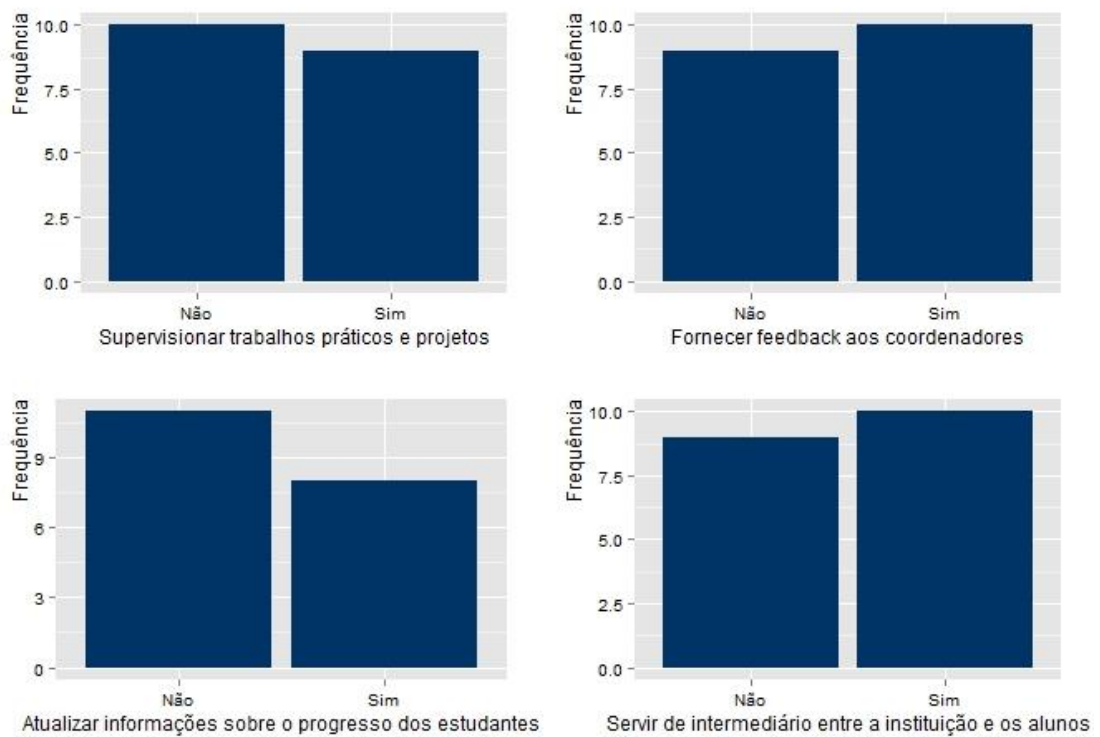 Frequência
10.0
7.5
5.0
2.5
0.0
Não Sim
Supervisionar trabalhos práticos e projetos
Frequência
10.0
7.5
5.0
2.5
0.0
Não Sim
Fornecer feedback aos coordenadores
Frequência
9
6
3
0
Não Sim
Atualizar informações sobre o progresso dos estudantes
Frequência
10.0
7.5
5.0
2.5
0.0
Não Sim
Servir de intermediário entre a instituição e os alunos